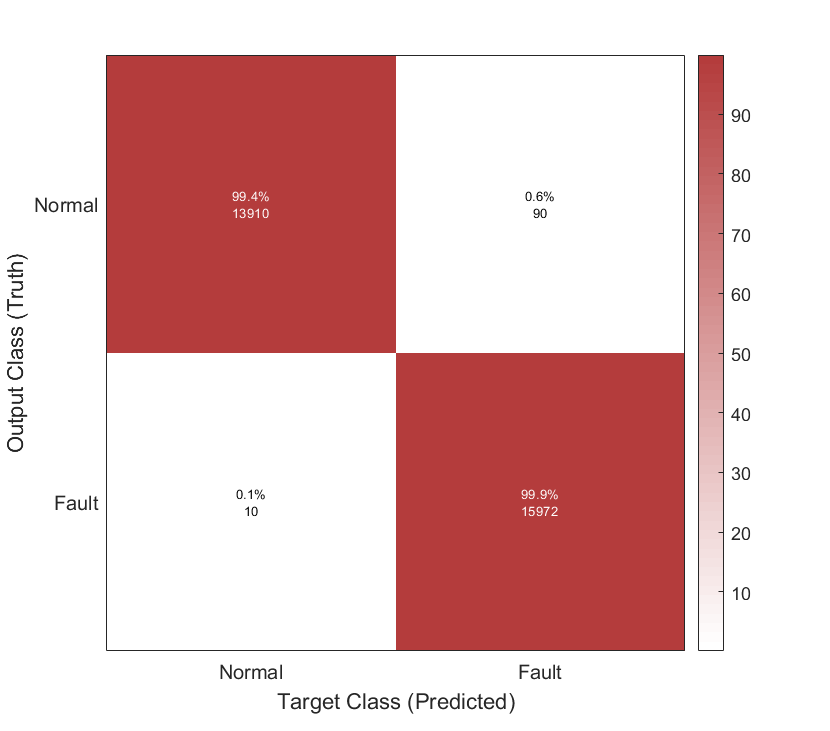 99.4%
13910
0.6%
90
Normal
0.1%
10
99.9%
15972
Fault
Output Class (Truth)
Normal
Fault
Target Class (Predicted)
90
80
70
60
50
40
30
20
10